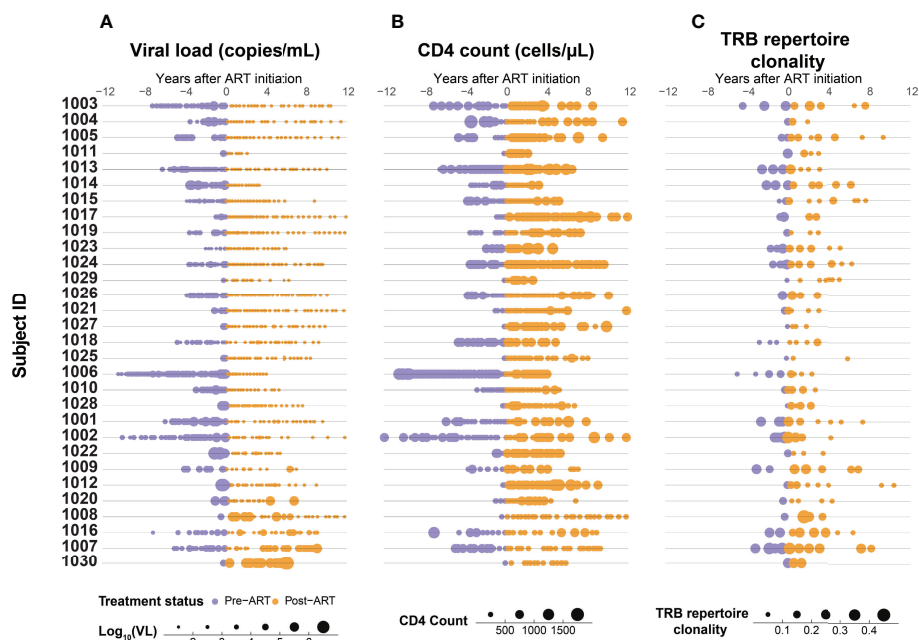 A
B
C
Viral load (copies/mL)
CD4 count (cells/µL)
TRB repertoire
clonality
Years after ART initiation
Years after ART initiation
Years after ART initiation
−12 −8 −4 0 4 8 12
−12 −8 −4 0 4 8 12
−12 −8 −4 0 4 8 12
Subject ID
1003
1004
1005
1011
1013
1014
1015
1017
1019
1023
1024
1029
1026
1021
1027
1018
1025
1006
1010
1028
1001
1002
1022
1009
1012
1020
1008
1016
1007
1030
Treatment status Pre−ART Post−ART
Log10(VL)
CD4 Count
500 1000 1500
TRB repertoire
clonality
0.1 0.2 0.3 0.4